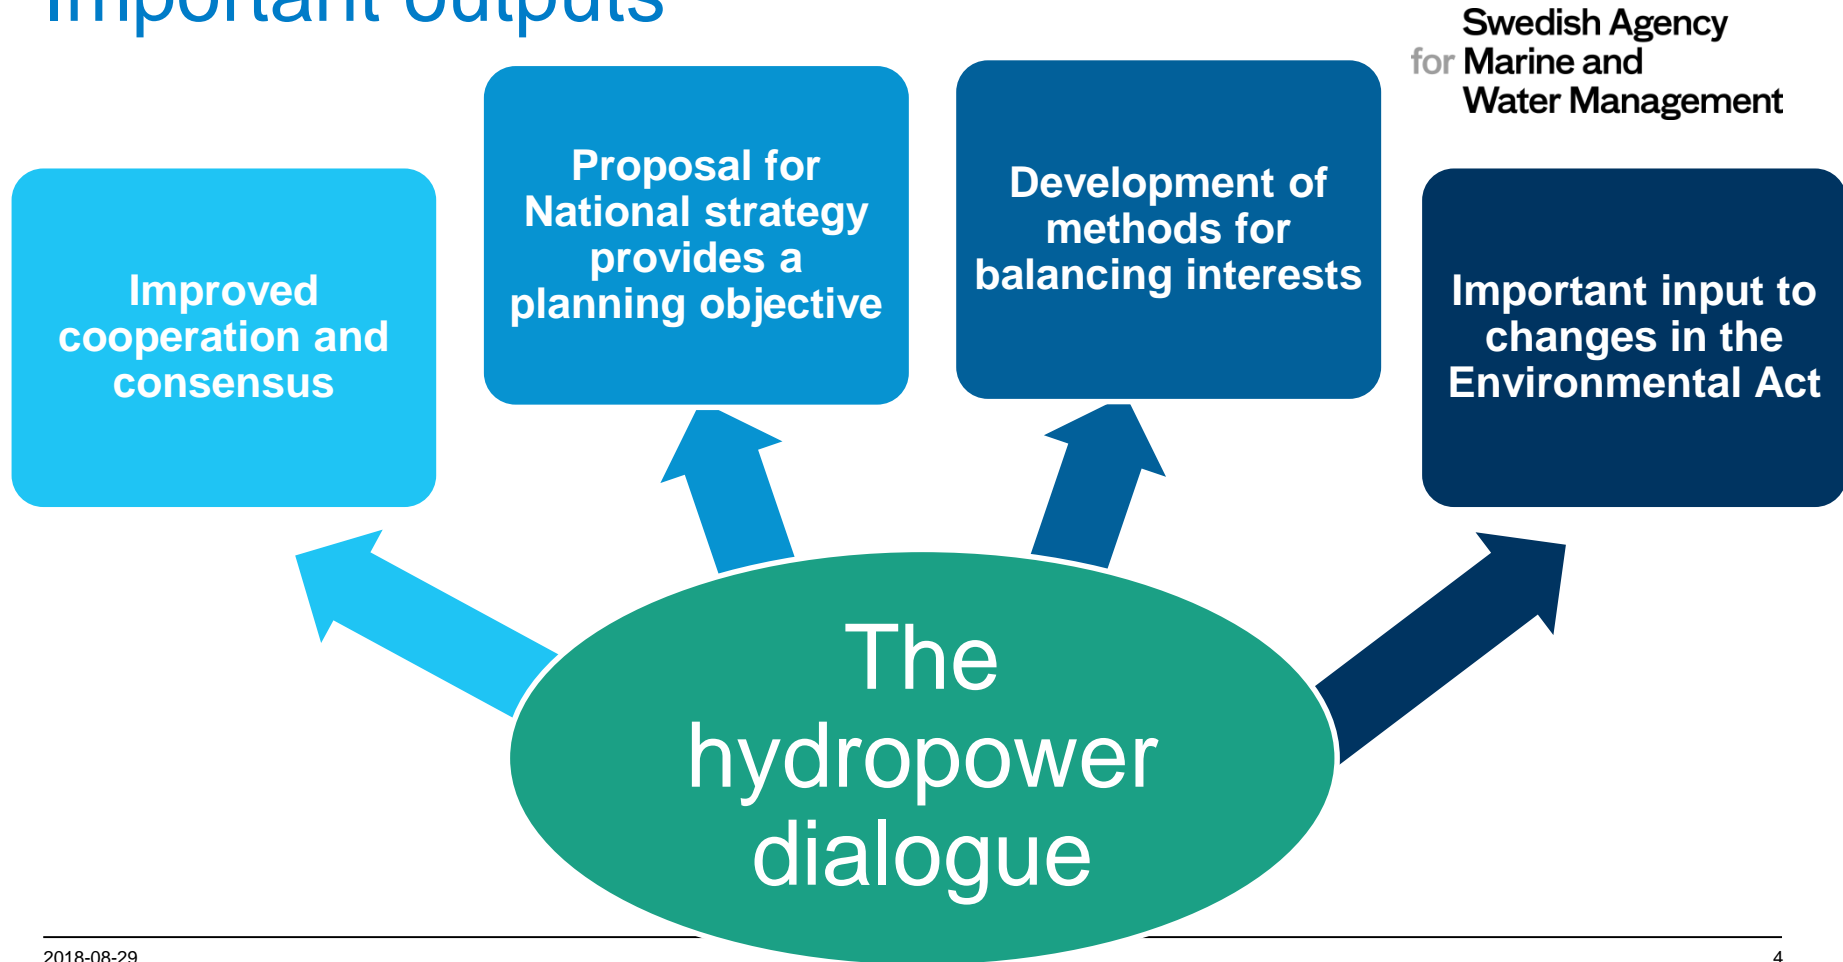 Important outputs
Swedish Agency
for Marine and
Water Management
Improved
cooperation and
consensus
Proposal for
National strategy
provides a
planning objective
Development of
methods for
balancing interests
Important input to
changes in the
Environmental Act
The
hydropower
dialogue
2018-08-29
4